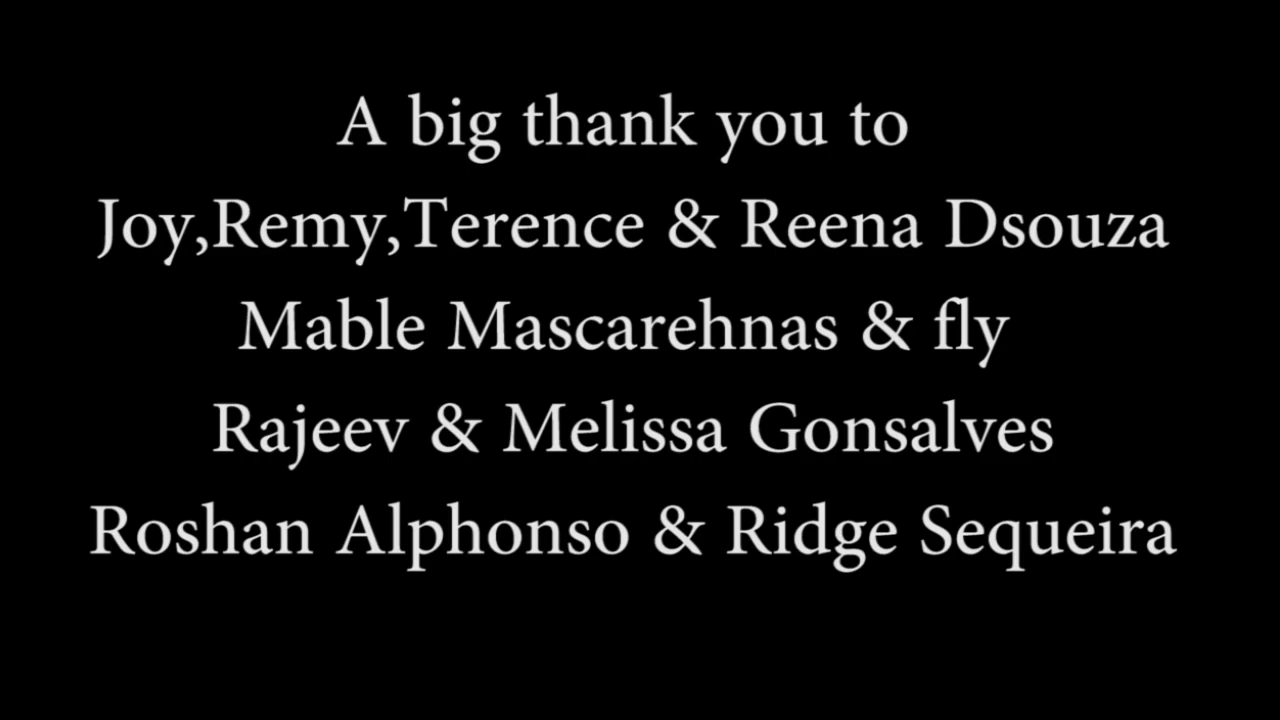 A big thank you to
Joy,Remy,Terence & Reena Dsouza
Mable Mascarehnas & fly
Rajeev & Melissa Gonsalves
Roshan Alphonso & Ridge Sequeira